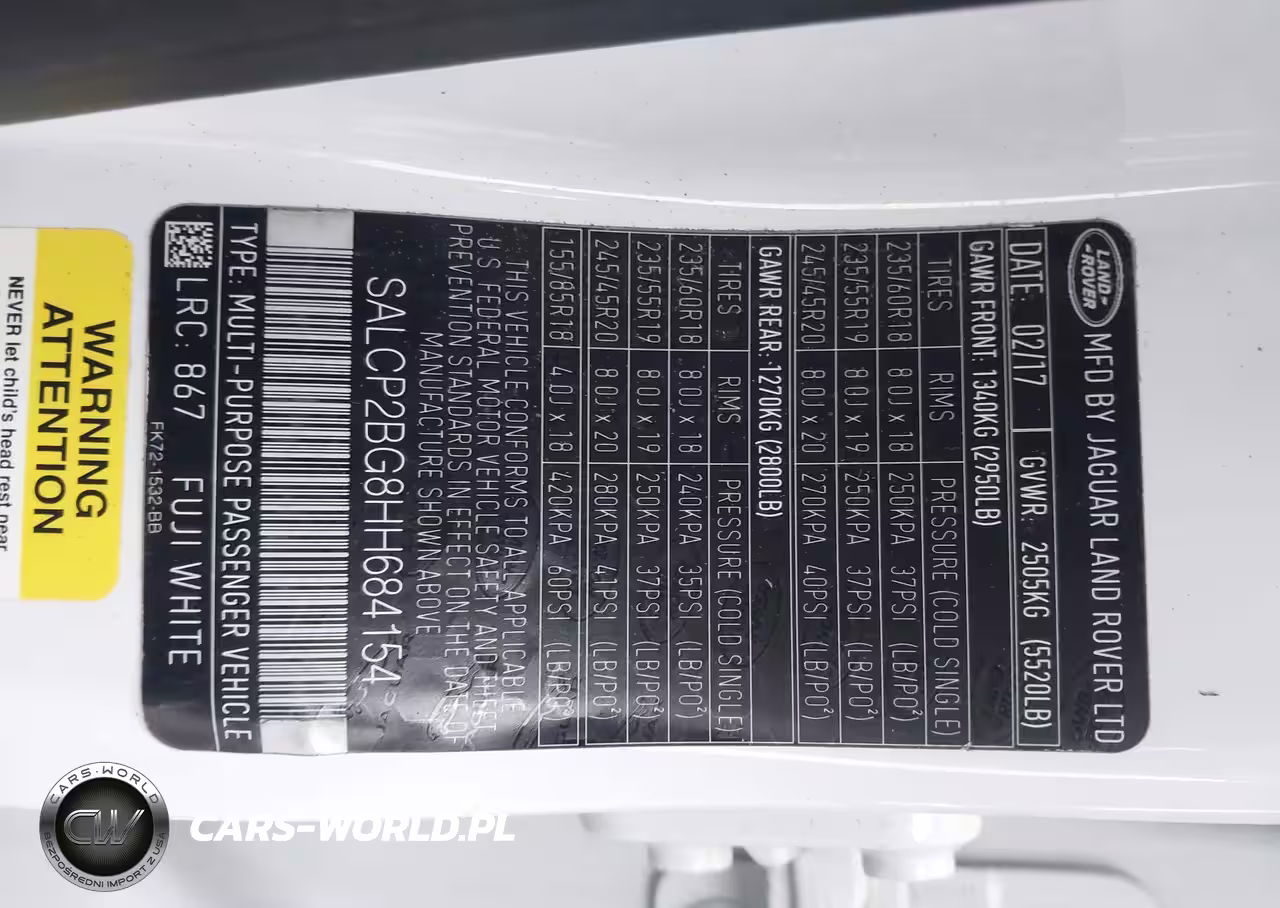 LAND-
-ROVER
MFD BY JAGUAR LAND ROVER LTD
DATE: 02/17 GVWR: 2505KG (5520LB)
GAWR FRONT: 1340KG (2950LB)
TIRES RIMS PRESSURE (COLD SINGLE)
235/60R18 8.0J x 18 250KPA 37PSI (LB/PO²)
235/55R19 8.0J x 19 250KPA 37PSI (LB/PO²)
245/45R20 8.0J x 20 270KPA 40PSI (LB/PO²)
GAWR REAR: 1270KG (2800LB)
TIRES RIMS PRESSURE (COLD SINGLE)
235/60R18 8.0J x 18 240KPA 35PSI (LB/PO²)
235/55R19 8.0J x 19 250KPA 37PSI (LB/PO²)
245/45R20 8.0J x 20 280KPA 41PSI (LB/PO²)
155/85R18 4.0J x 18 420KPA 60PSI (LB/PO²)
THIS VEHICLE CONFORMS TO ALL APPLICABLE
U.S. FEDERAL MOTOR VEHICLE SAFETY AND THEFT
PREVENTION STANDARDS IN EFFECT ON THE DATE OF
MANUFACTURE SHOWN ABOVE
SALCP2BG8HH684154
TYPE: MULTI-PURPOSE PASSENGER VEHICLE
LRC: 867 FUJI WHITE
FK72-1532-BB
WARNING
ATTENTION
NEVER let child's head rest near
CARS-WORLD
CW
BEZPOŚREDNI IMPORT Z USA
CARS-WORLD.PL